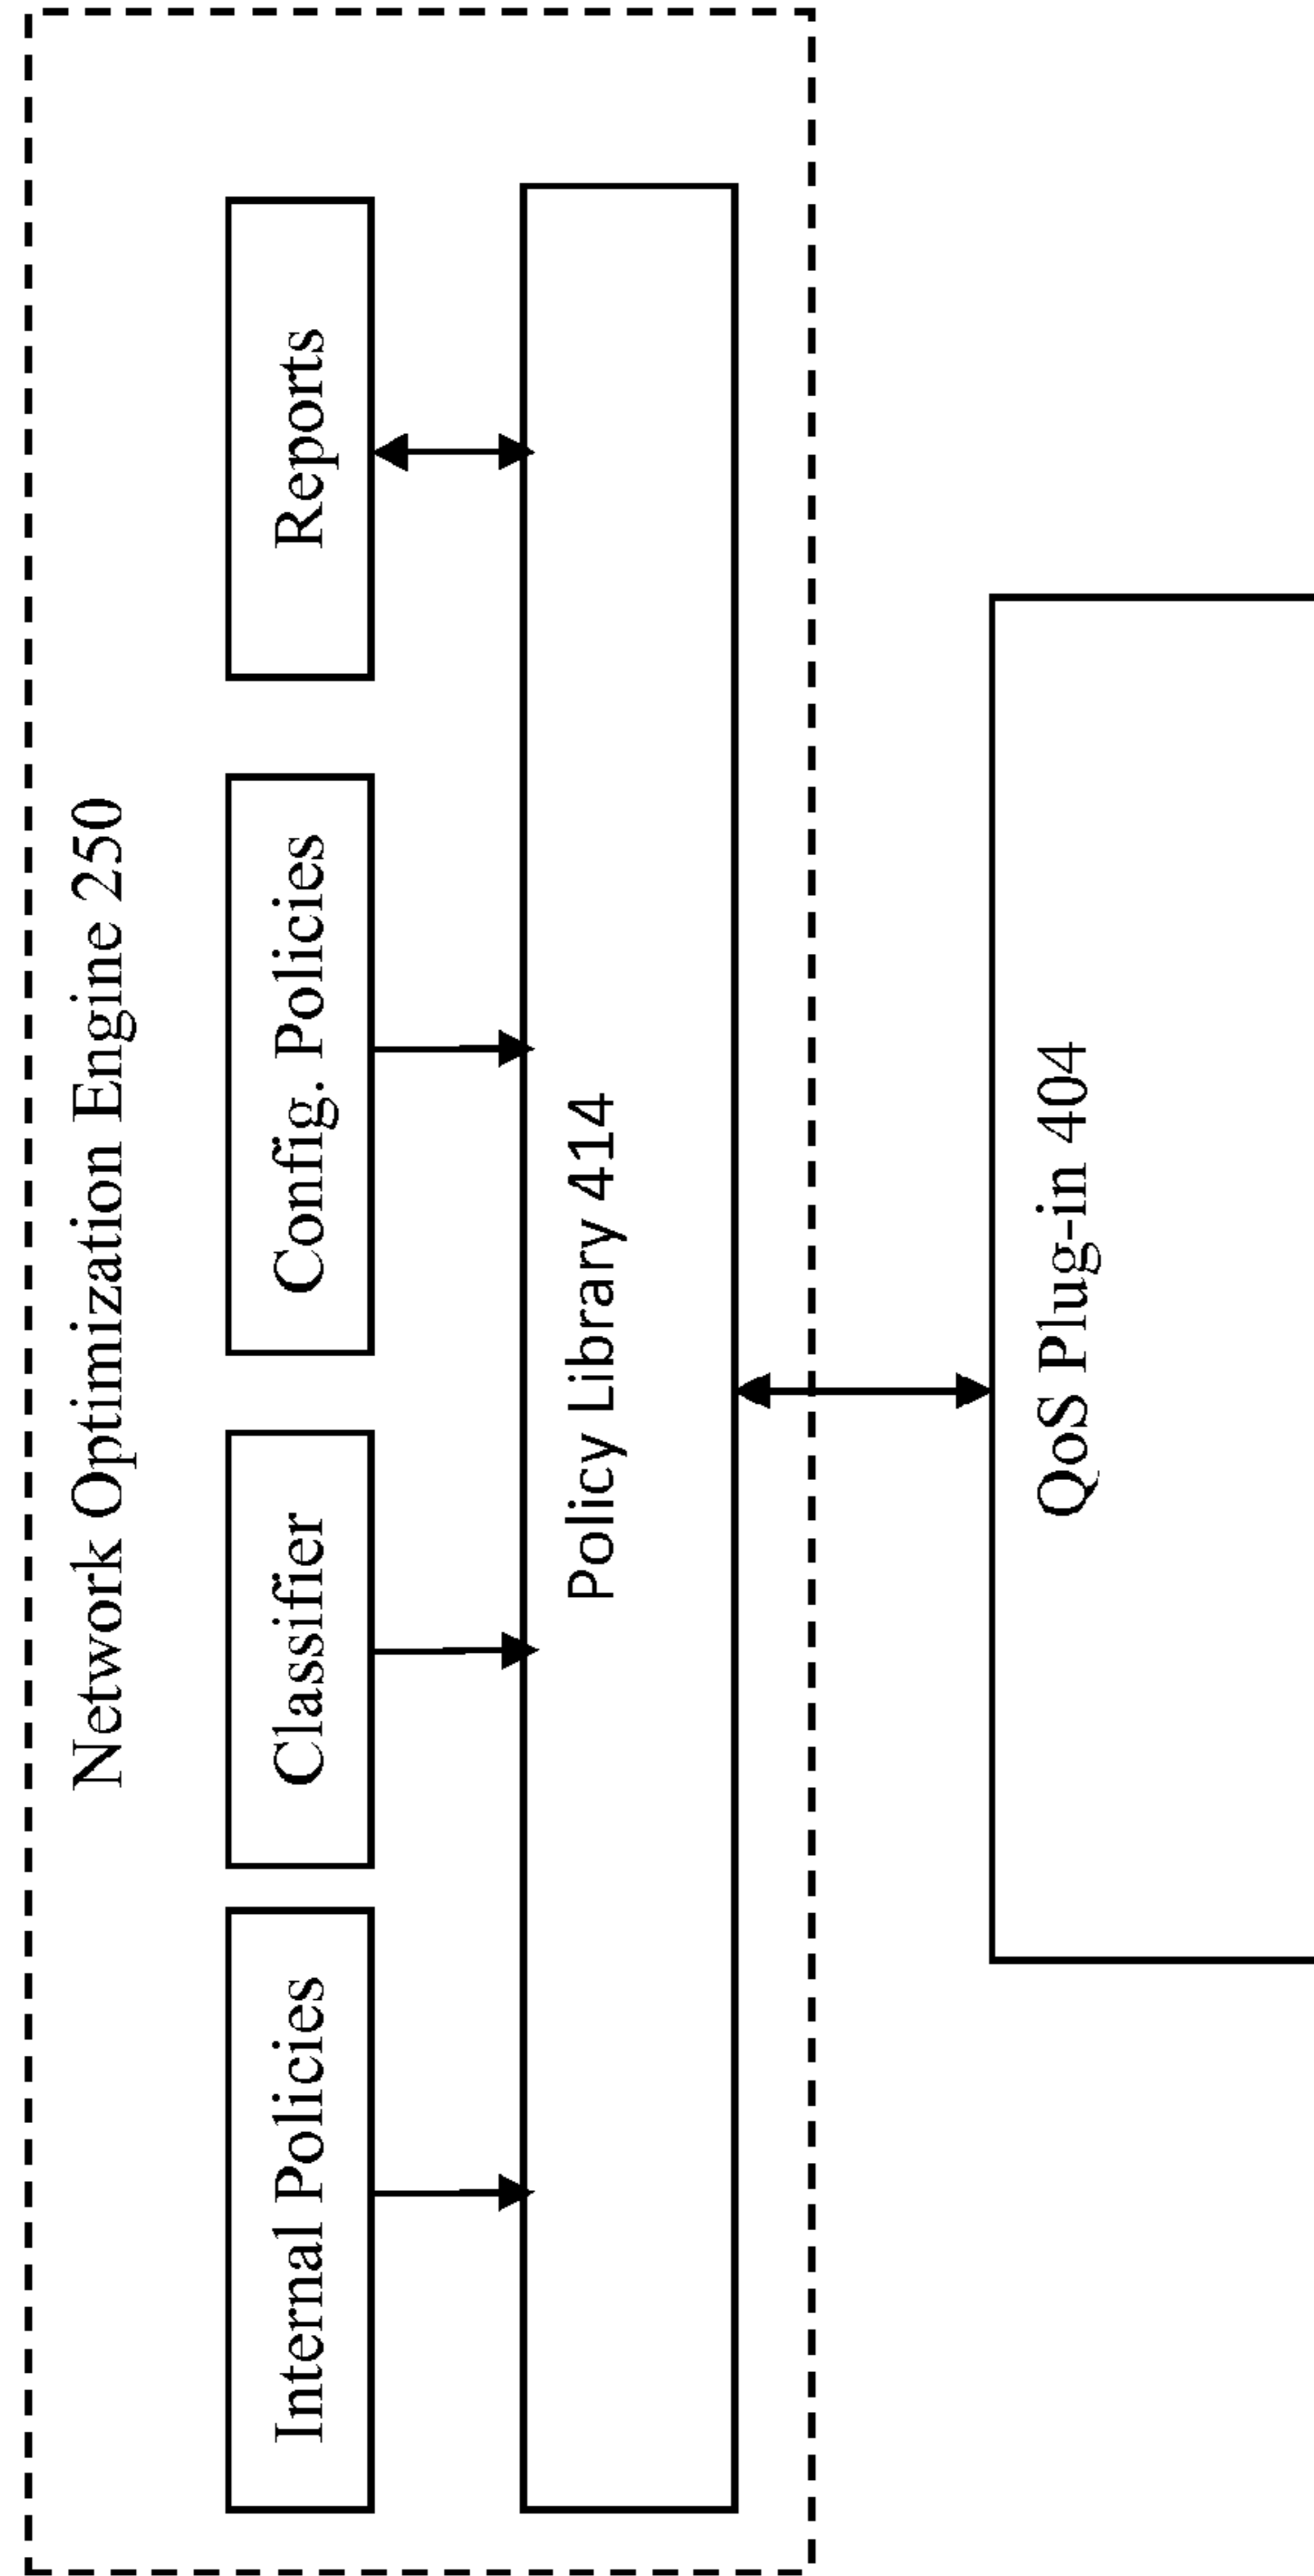 Network Optimization Engine 250
Internal Policies
Classifier
Config. Policies
Reports
Policy Library 414
QoS Plug-in 404